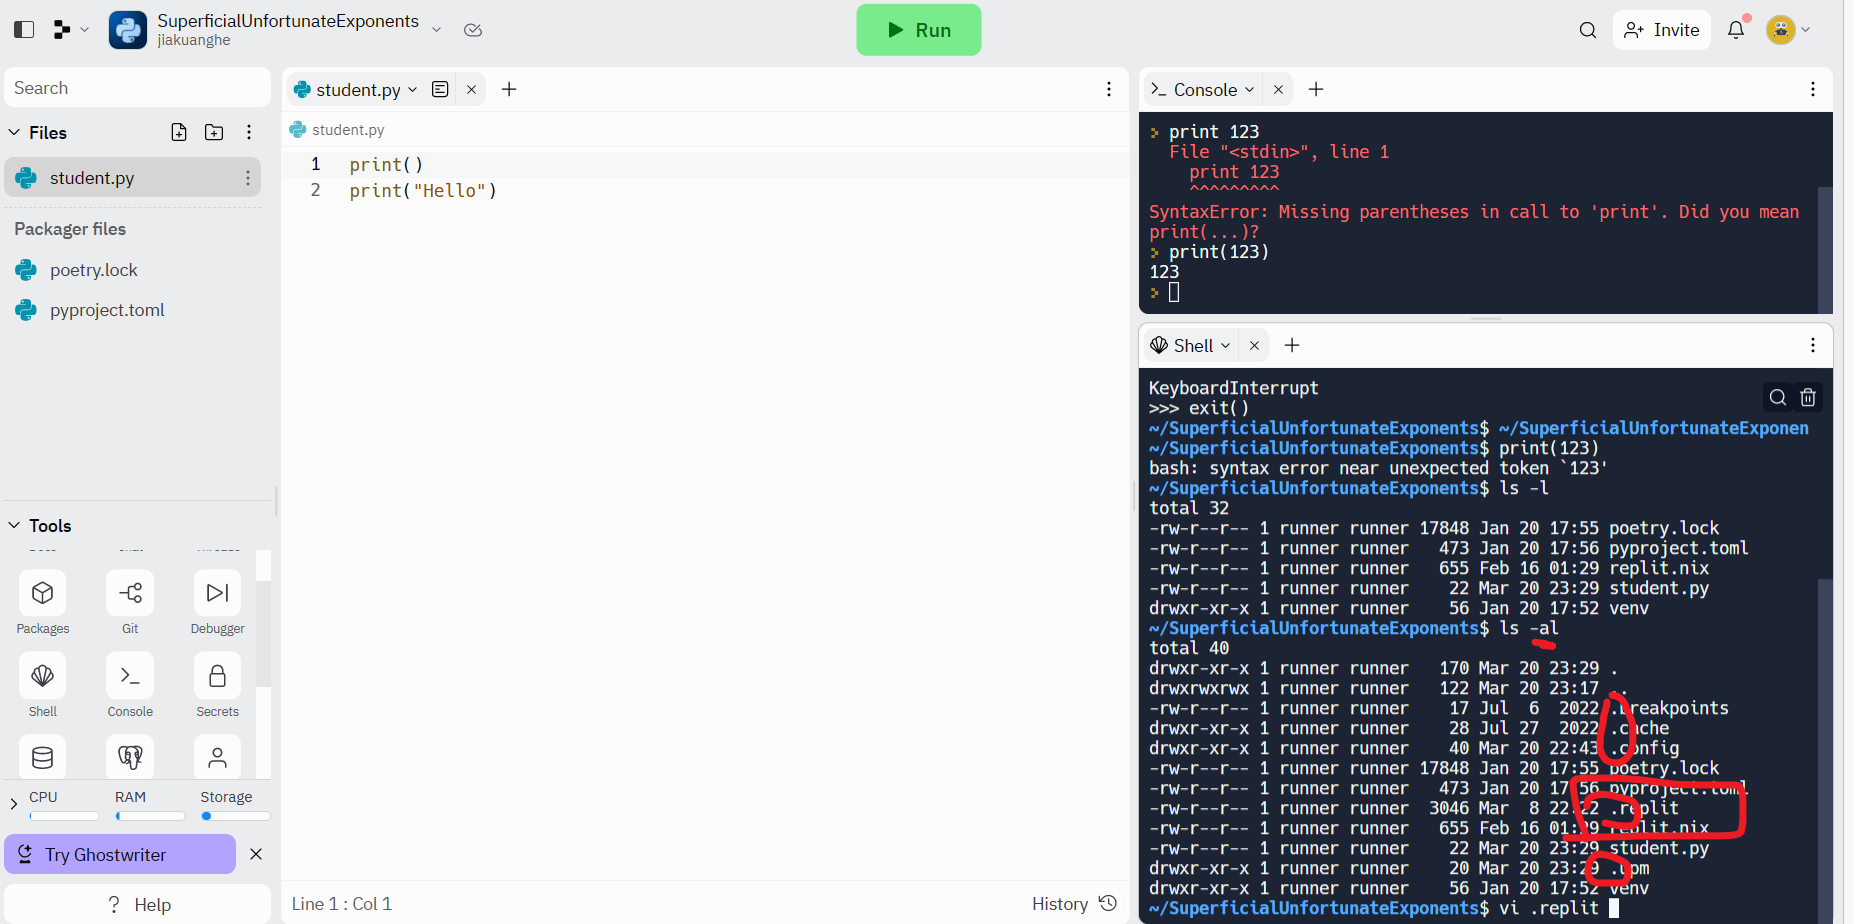 SuperficialUnfortunateExponents
jiakuanghe
Run
Invite
Search
Files
student.py
Packager files
poetry.lock
pyproject.toml
Tools
Packages
Git
Debugger
Shell
Console
Secrets
CPU
RAM
Storage
Try Ghostwriter
Help
student.py
student.py
1 print()
2 print("Hello")
Line 1 : Col 1
History
Console
print 123
File "<stdin>", line 1
print 123
^^^^^^^^^
SyntaxError: Missing parentheses in call to 'print'. Did you mean
print(...)?
print(123)
123
Shell
KeyboardInterrupt
>>> exit()
~/SuperficialUnfortunateExponents$ ~/SuperficialUnfortunateExponen
~/SuperficialUnfortunateExponents$ print(123)
bash: syntax error near unexpected token `123'
~/SuperficialUnfortunateExponents$ ls -l
total 32
-rw-r--r-- 1 runner runner 17848 Jan 20 17:55 poetry.lock
-rw-r--r-- 1 runner runner 473 Jan 20 17:56 pyproject.toml
-rw-r--r-- 1 runner runner 655 Feb 16 01:29 replit.nix
-rw-r--r-- 1 runner runner 22 Mar 20 23:29 student.py
drwxr-xr-x 1 runner runner 56 Jan 20 17:52 venv
~/SuperficialUnfortunateExponents$ ls -al
total 40
drwxr-xr-x 1 runner runner 170 Mar 20 23:29 .
drwxrwxrwx 1 runner runner 122 Mar 20 23:17 ..
-rw-r--r-- 1 runner runner 17 Jul 6 2022 .breakpoints
drwxr-xr-x 1 runner runner 28 Jul 27 2022 .cache
drwxr-xr-x 1 runner runner 40 Mar 20 22:43 .config
-rw-r--r-- 1 runner runner 17848 Jan 20 17:55 poetry.lock
-rw-r--r-- 1 runner runner 473 Jan 20 17:56 pyproject.toml
-rw-r--r-- 1 runner runner 3046 Mar 8 22:22 .replit
-rw-r--r-- 1 runner runner 655 Feb 16 01:29 replit.nix
-rw-r--r-- 1 runner runner 22 Mar 20 23:29 student.py
drwxr-xr-x 1 runner runner 20 Mar 20 23:29 .upm
drwxr-xr-x 1 runner runner 56 Jan 20 17:52 venv
~/SuperficialUnfortunateExponents$ vi .replit